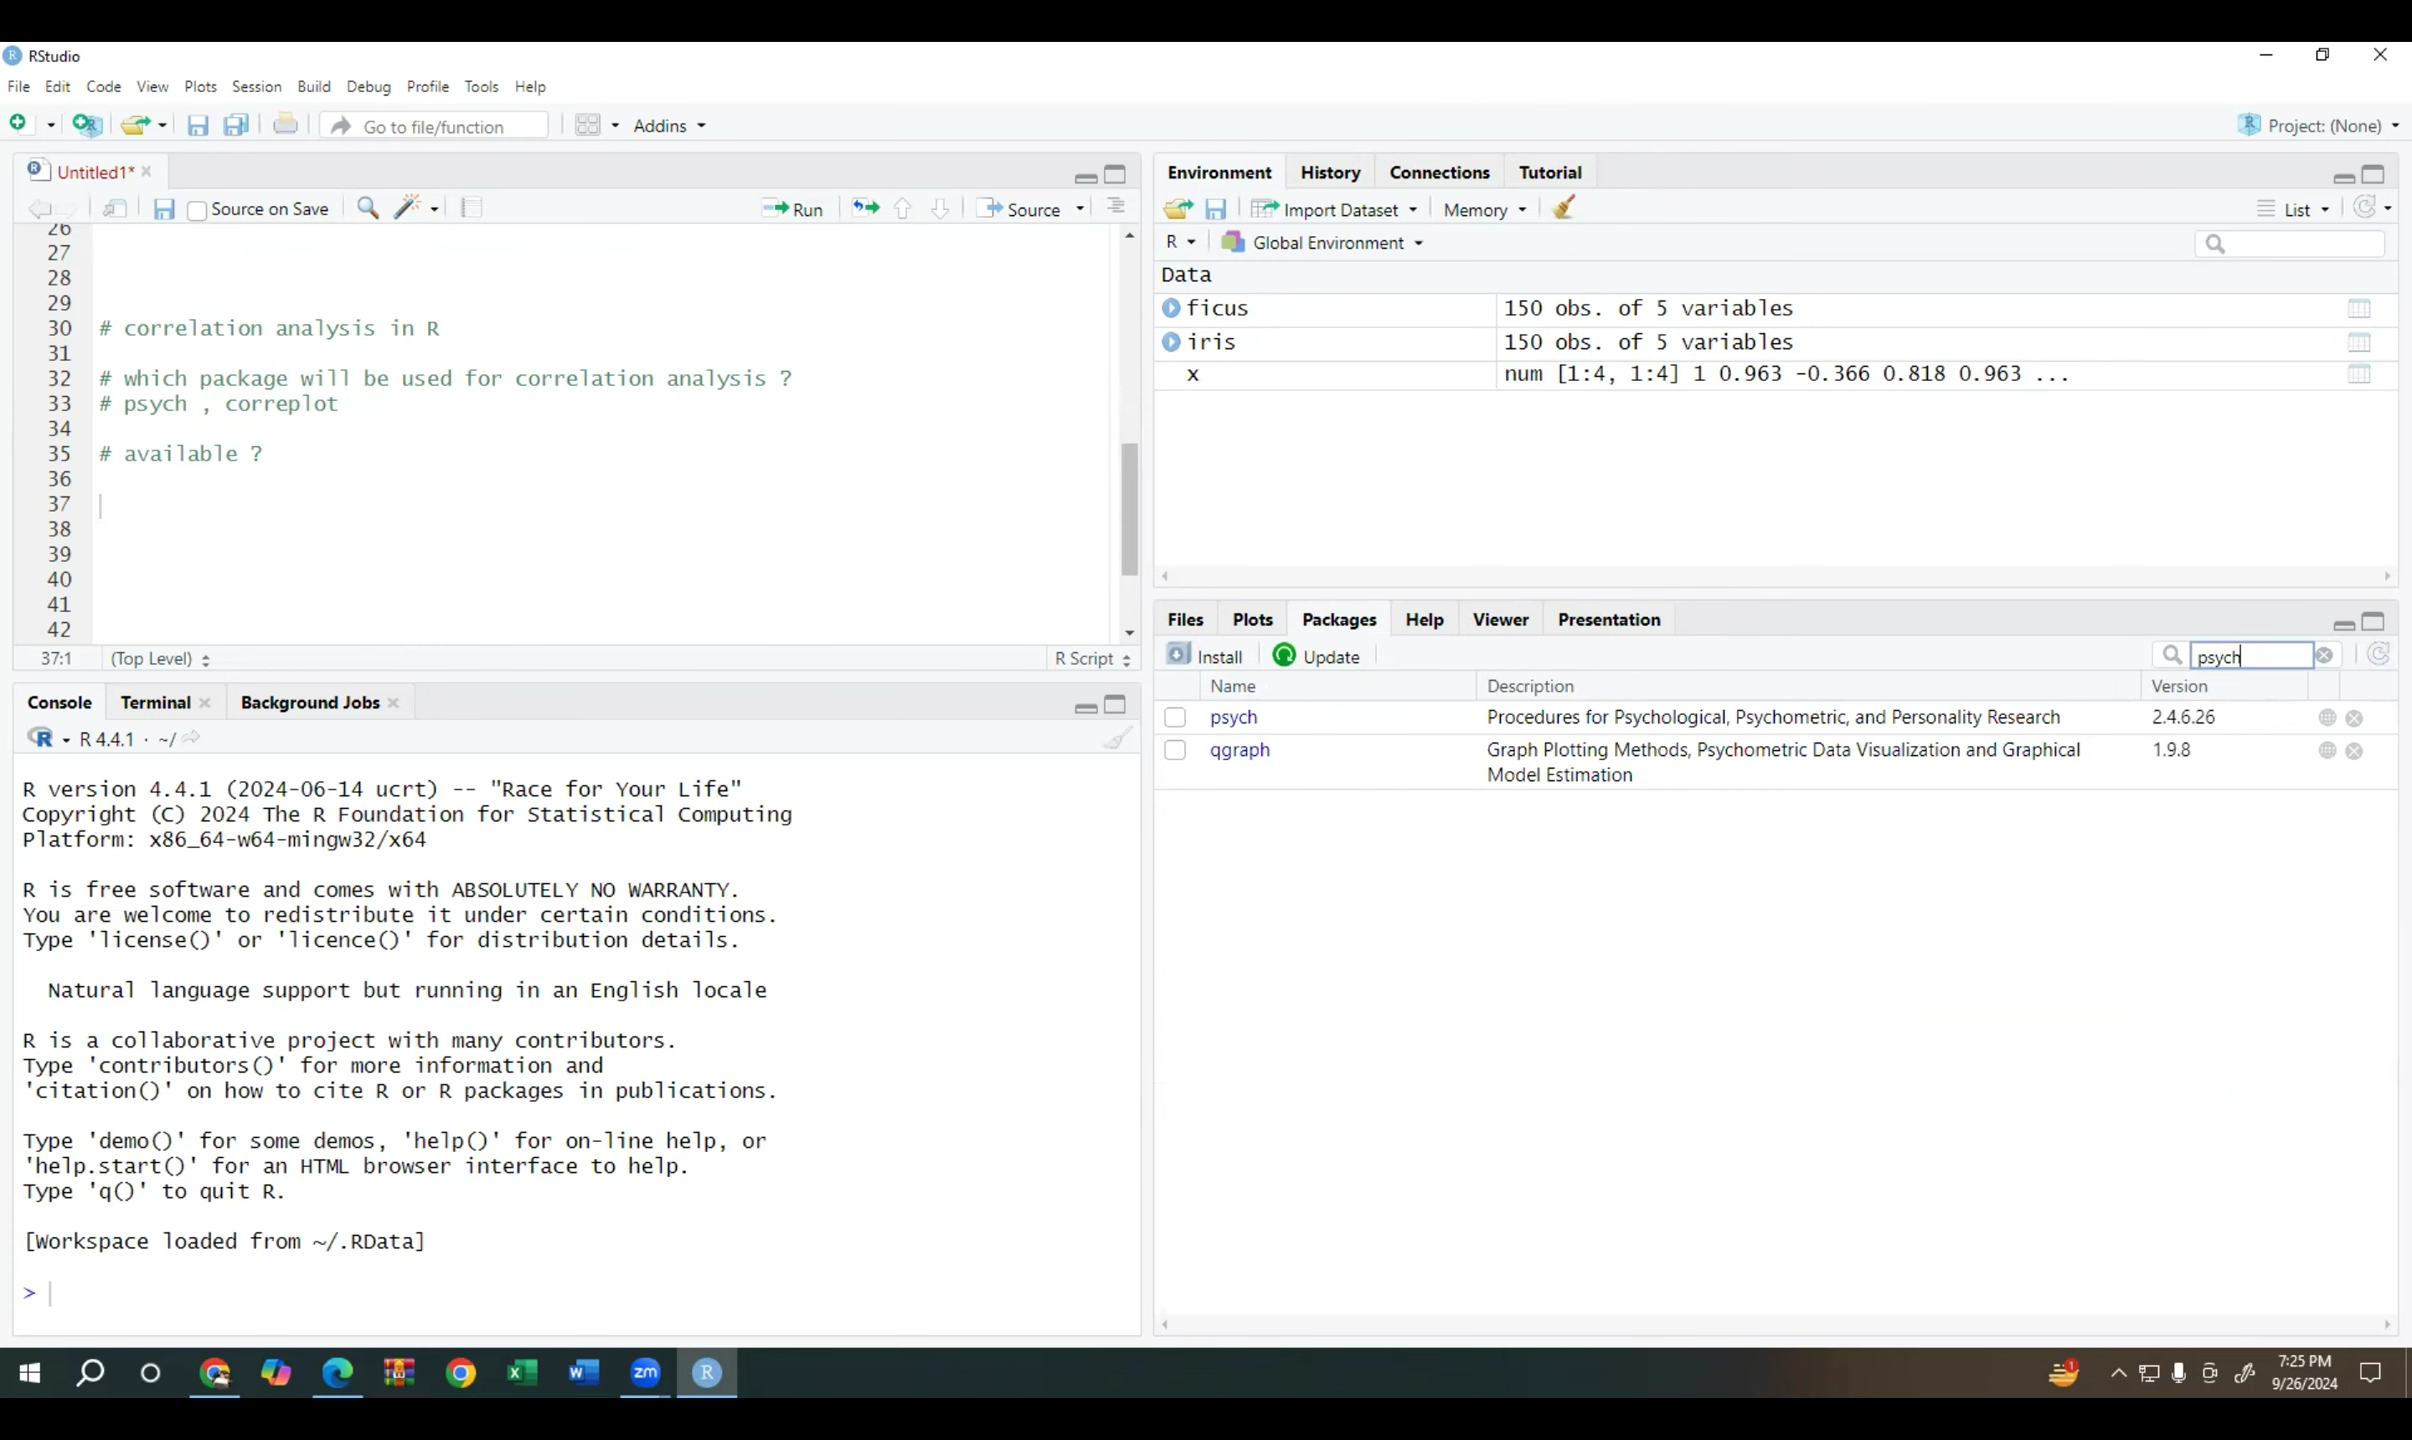 RStudio
File Edit Code View Plots Session Build Debug Profile Tools Help
Go to file/function Addins Project: (None)
Untitled1*
Source on Save Run Source
26
27
28
29
30 # correlation analysis in R
31
32 # which package will be used for correlation analysis ?
33 # psych , correplot
34
35 # available ?
36
37
38
39
40
41
42
37:1 (Top Level) R Script
Console Terminal Background Jobs
R 4.4.1 · ~/
R version 4.4.1 (2024-06-14 ucrt) -- "Race for Your Life"
Copyright (C) 2024 The R Foundation for Statistical Computing
Platform: x86_64-w64-mingw32/x64
R is free software and comes with ABSOLUTELY NO WARRANTY.
You are welcome to redistribute it under certain conditions.
Type 'license()' or 'licence()' for distribution details.
Natural language support but running in an English locale
R is a collaborative project with many contributors.
Type 'contributors()' for more information and
'citation()' on how to cite R or R packages in publications.
Type 'demo()' for some demos, 'help()' for on-line help, or
'help.start()' for an HTML browser interface to help.
Type 'q()' to quit R.
[Workspace loaded from ~/.RData]
>
Environment History Connections Tutorial
Import Dataset Memory List
R Global Environment
Data
ficus 150 obs. of 5 variables
iris 150 obs. of 5 variables
x num [1:4, 1:4] 1 0.963 -0.366 0.818 0.963 ...
Files Plots Packages Help Viewer Presentation
Install Update psych
Name Description Version
psych Procedures for Psychological, Psychometric, and Personality Research 2.4.6.26
qgraph Graph Plotting Methods, Psychometric Data Visualization and Graphical 1.9.8
Model Estimation
zm
7:25 PM
9/26/2024